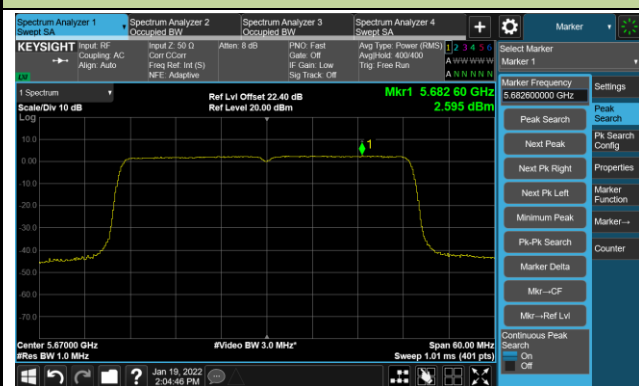 Spectrum Analyzer 1
Swept SA
Spectrum Analyzer 2
Occupied BW
Spectrum Analyzer 3
Occupied BW
Spectrum Analyzer 4
Swept SA
+
Marker
KEYSIGHT
Input: RF
Coupling: AC
Align: Auto
Input Z: 50 Ω
Corr CCorr
Freq Ref: Int (S)
NFE: Adaptive
Atten: 8 dB
PNO: Fast
Gate: Off
IF Gain: Low
Sig Track: Off
Avg Type: Power (RMS)
Avg|Hold: 400/400
Trig: Free Run
1 2 3 4 5 6
A W W W W W
A N N N N N
LV
Select Marker
Marker 1
1 Spectrum
Scale/Div 10 dB
Log
Ref Lvl Offset 22.40 dB
Ref Level 20.00 dBm
Mkr1 5.682 60 GHz
2.595 dBm
1
10.0
0.00
-10.0
-20.0
-30.0
-40.0
-50.0
-60.0
-70.0
Center 5.67000 GHz
#Res BW 1.0 MHz
#Video BW 3.0 MHz*
Span 60.00 MHz
Sweep 1.01 ms (401 pts)
Marker Frequency
5.682600000 GHz
Peak Search
Next Peak
Next Pk Right
Next Pk Left
Minimum Peak
Pk-Pk Search
Marker Delta
Mkr→CF
Mkr→Ref Lvl
Continuous Peak
Search
On
Off
Settings
Peak
Search
Pk Search
Config
Properties
Marker
Function
Marker→
Counter
?
Jan 19, 2022
2:04:46 PM